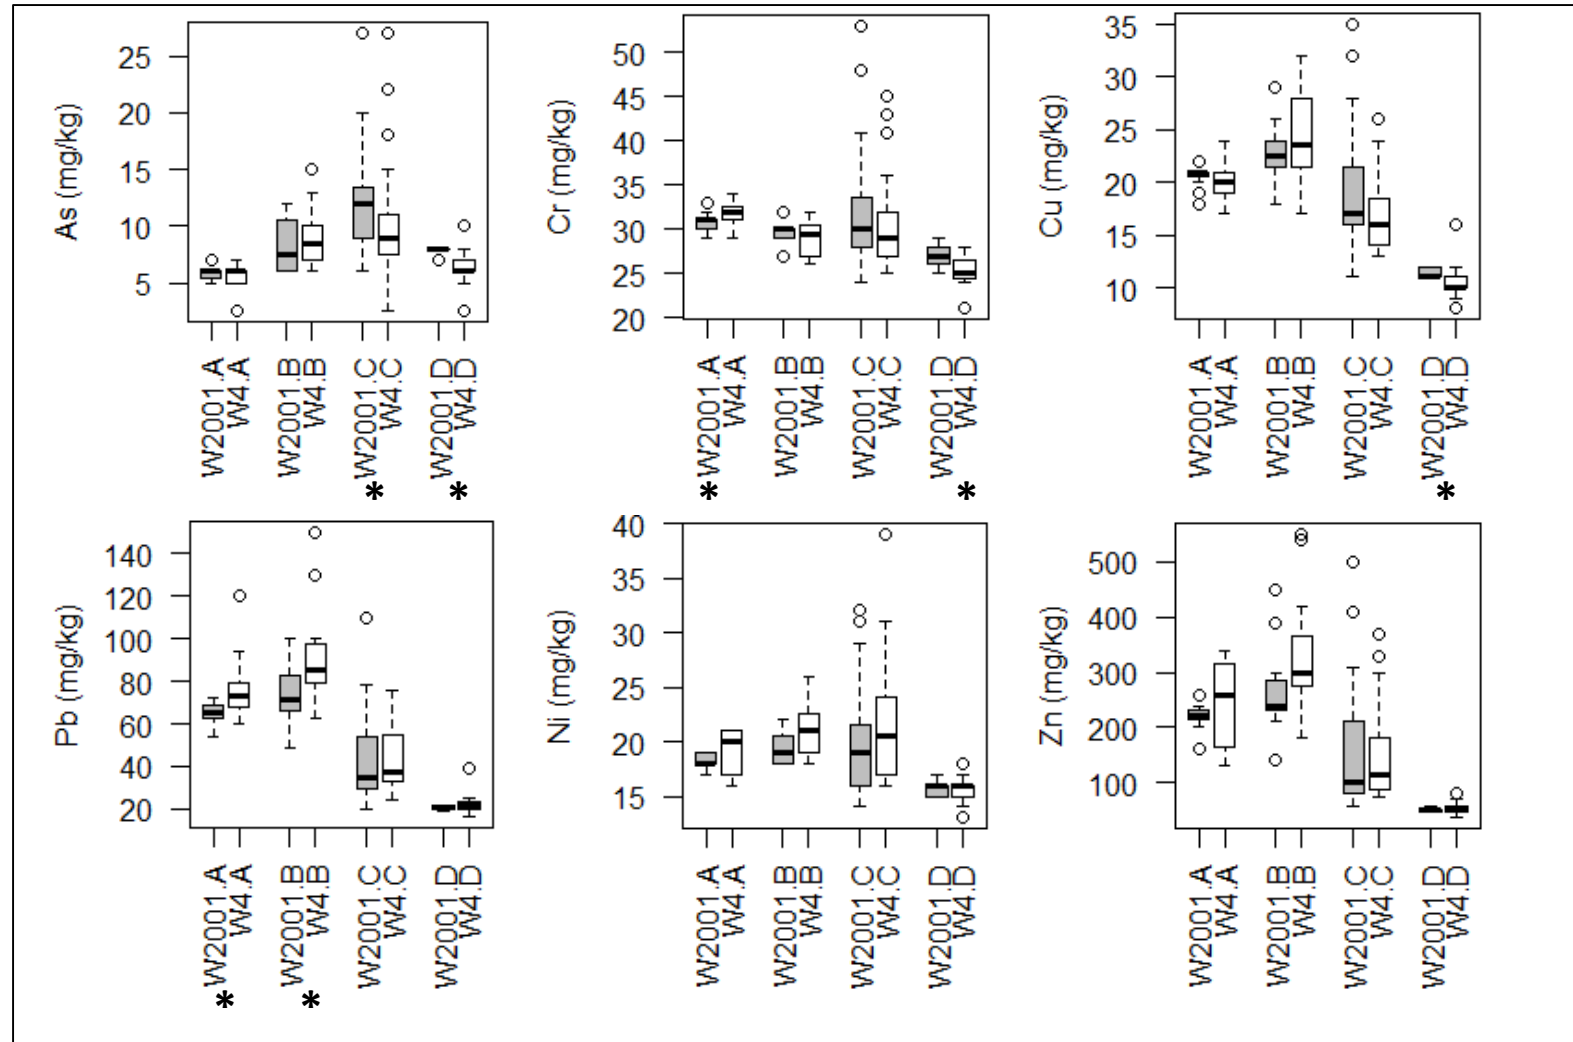 As (mg/kg)
25
20
15
10
5
W2001.A
W4.A
W2001.B
W4.B
W2001.C
W4.C
W2001.D
W4.D
*
*
Cr (mg/kg)
50
45
40
35
30
25
20
W2001.A
W4.A
W2001.B
W4.B
W2001.C
W4.C
W2001.D
W4.D
*
*
Cu (mg/kg)
35
30
25
20
15
10
W2001.A
W4.A
W2001.B
W4.B
W2001.C
W4.C
W2001.D
W4.D
*
Pb (mg/kg)
140
120
100
80
60
40
20
W2001.A
W4.A
W2001.B
W4.B
W2001.C
W4.C
W2001.D
W4.D
*
*
Ni (mg/kg)
40
35
30
25
20
15
W2001.A
W4.A
W2001.B
W4.B
W2001.C
W4.C
W2001.D
W4.D
Zn (mg/kg)
500
400
300
200
100
W2001.A
W4.A
W2001.B
W4.B
W2001.C
W4.C
W2001.D
W4.D